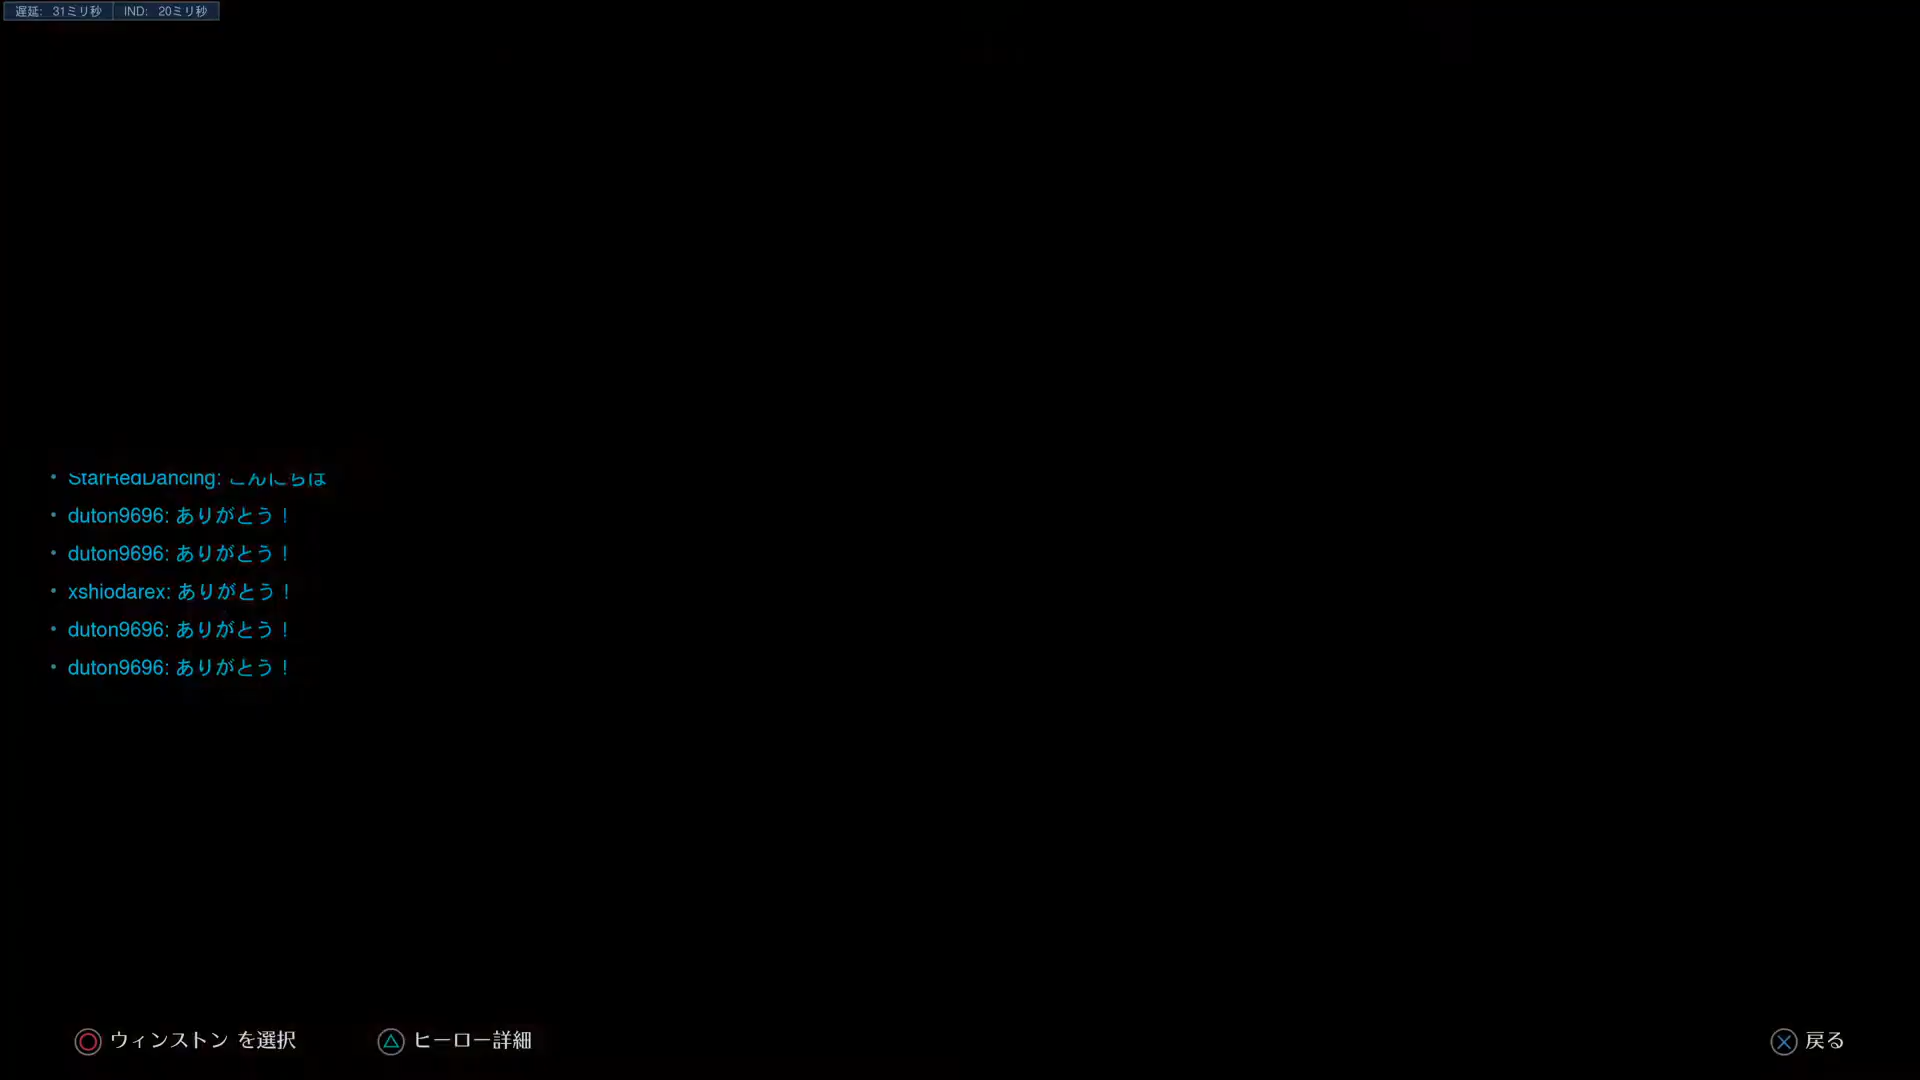 遅延: 31ミリ秒 IND: 20ミリ秒
• StarRedDancing: こんにちは
• duton9696: ありがとう！
• duton9696: ありがとう！
• xshiodarex: ありがとう！
• duton9696: ありがとう！
• duton9696: ありがとう！
ウィンストン を選択 ヒーロー詳細 戻る